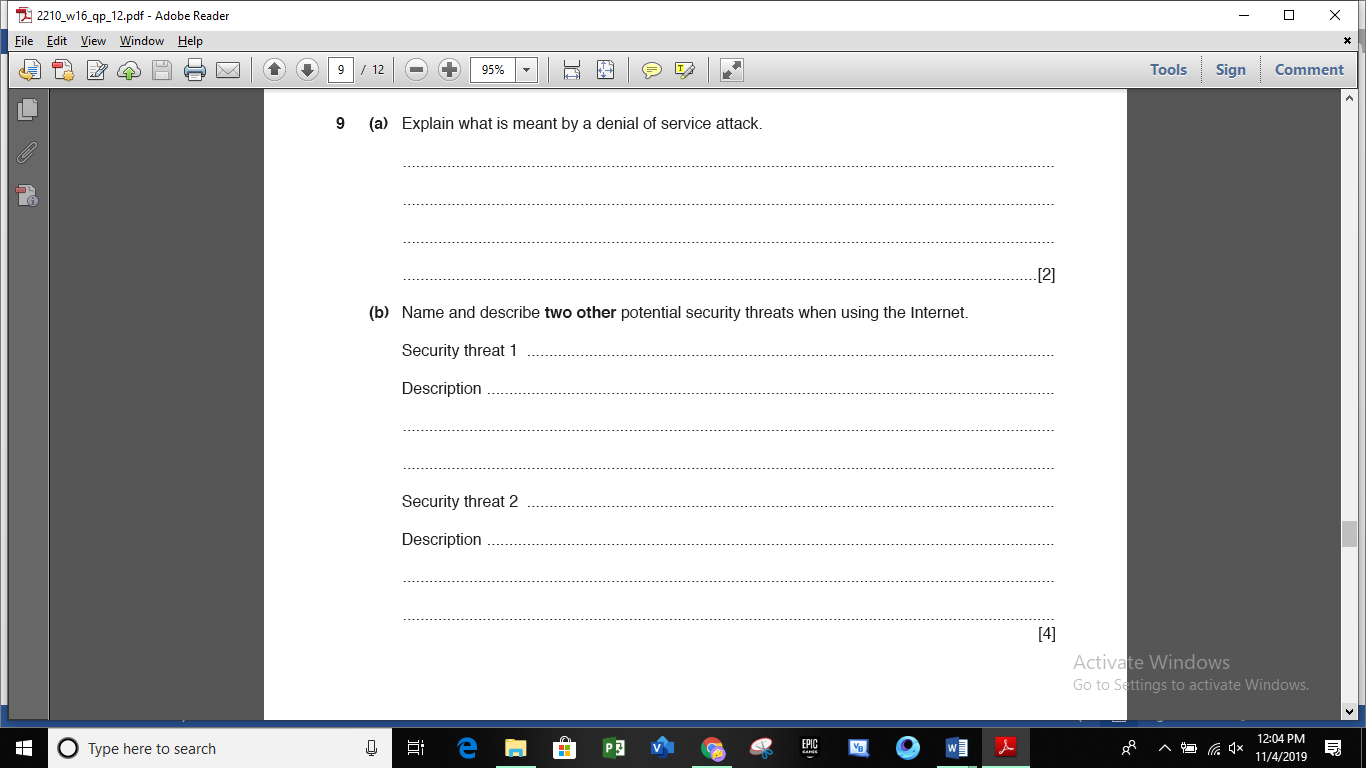 2210_w16_qp_12.pdf - Adobe Reader
File Edit View Window Help
9 / 12 95% Tools Sign Comment
9 (a) Explain what is meant by a denial of service attack.
[2]
(b) Name and describe two other potential security threats when using the Internet.
Security threat 1
Description
Security threat 2
Description
[4]
Activate Windows
Go to Settings to activate Windows.
Type here to search
EPIC GAMES
12:04 PM
11/4/2019